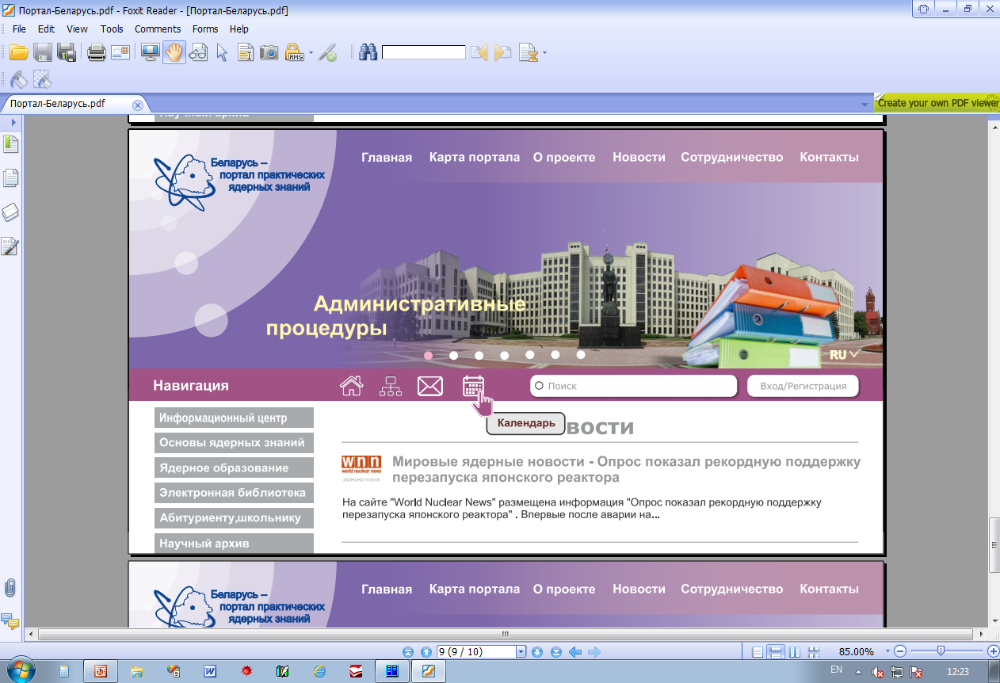 Портал-Беларусь.pdf - Foxit Reader - [Портал-Беларусь.pdf]
File Edit View Tools Comments Forms Help
RMS
Портал-Беларусь.pdf
Create your own PDF viewer
Научный архив
Беларусь –
портал практических
ядерных знаний
Главная Карта портала О проекте Новости Сотрудничество Контакты
Административные
процедуры
RU
Навигация
Поиск
Вход/Регистрация
Календарь
вости
Информационный центр
Основы ядерных знаний
Ядерное образование
Электронная библиотека
Абитуриенту,школьнику
Научный архив
wnn
world nuclear news
Мировые ядерные новости - Опрос показал рекордную поддержку
перезапуска японского реактора
На сайте "World Nuclear News" размещена информация "Опрос показал рекордную поддержку
перезапуска японского реактора" . Впервые после аварии на...
Беларусь –
портал практических
ядерных знаний
Главная Карта портала О проекте Новости Сотрудничество Контакты
9 (9 / 10)
85.00%
EN
12:23